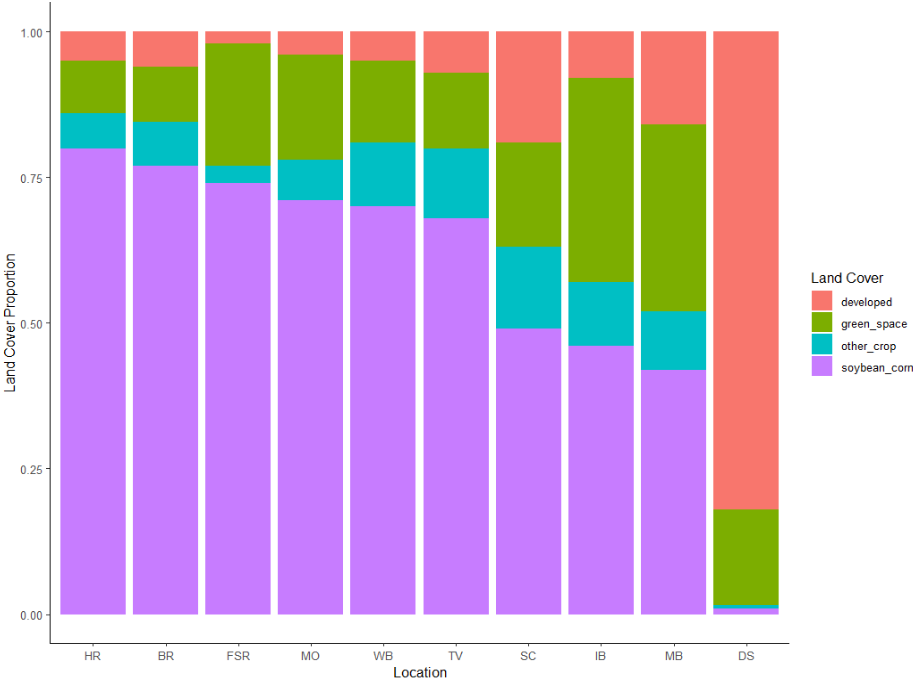 1.00
0.75
0.50
0.25
0.00
Land Cover Proportion
HR BR FSR MO WB TV SC IB MB DS
Location
Land Cover
developed
green_space
other_crop
soybean_corn